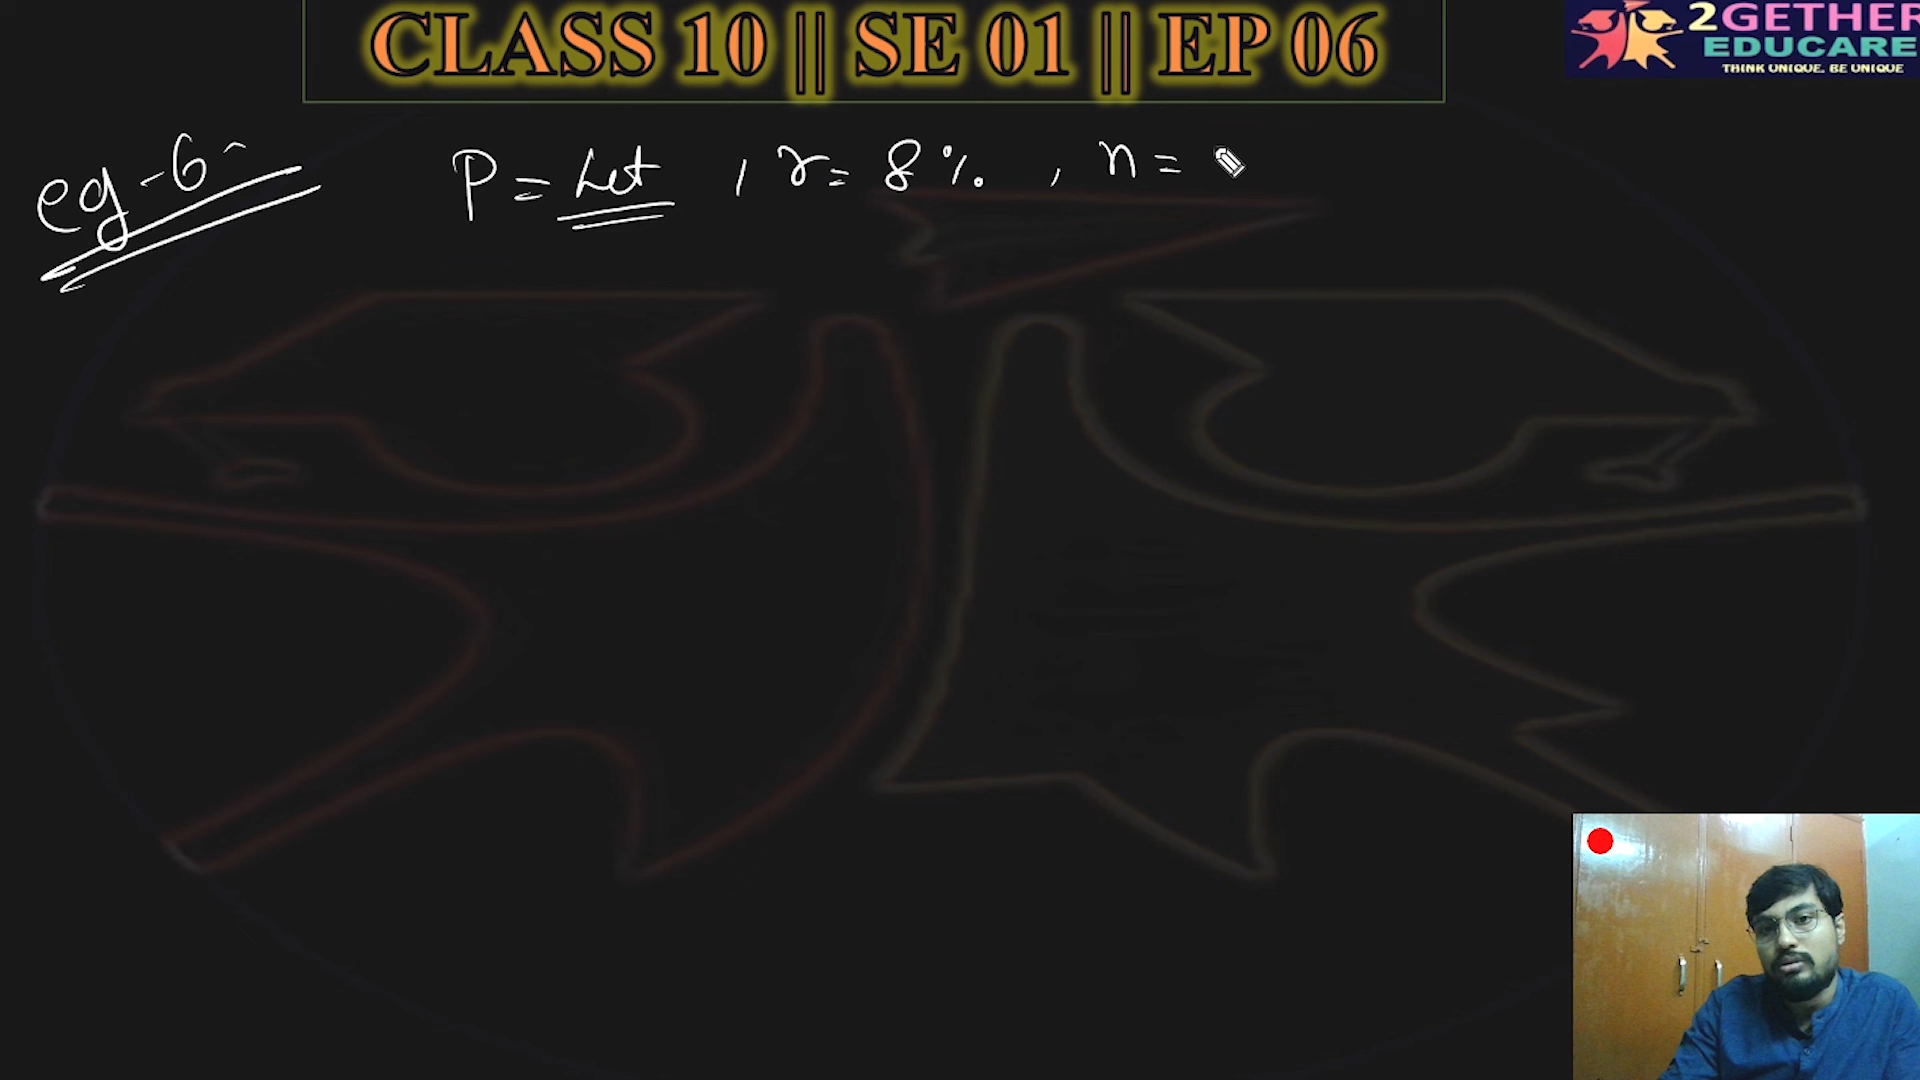 CLASS 10 || SE 01 || EP 06
2GETHER
EDUCARE
THINK UNIQUE, BE UNIQUE
eg-6-
P = Let , r = 8 % , n =